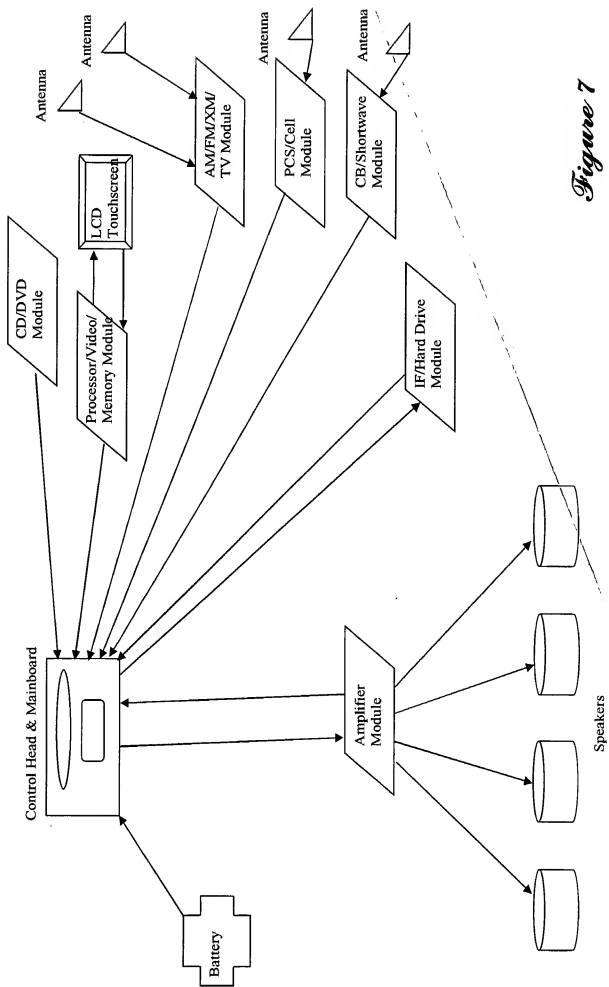 Control Head & Mainboard
Battery
CD/DVD
Module
Processor/Video/
Memory Module
LCD
Touchscreen
Antenna
Antenna
AM/FM/XM/
TV Module
Antenna
PCS/Cell
Module
Antenna
CB/Shortwave
Module
IF/Hard Drive
Module
Amplifier
Module
Speakers
Figure 7